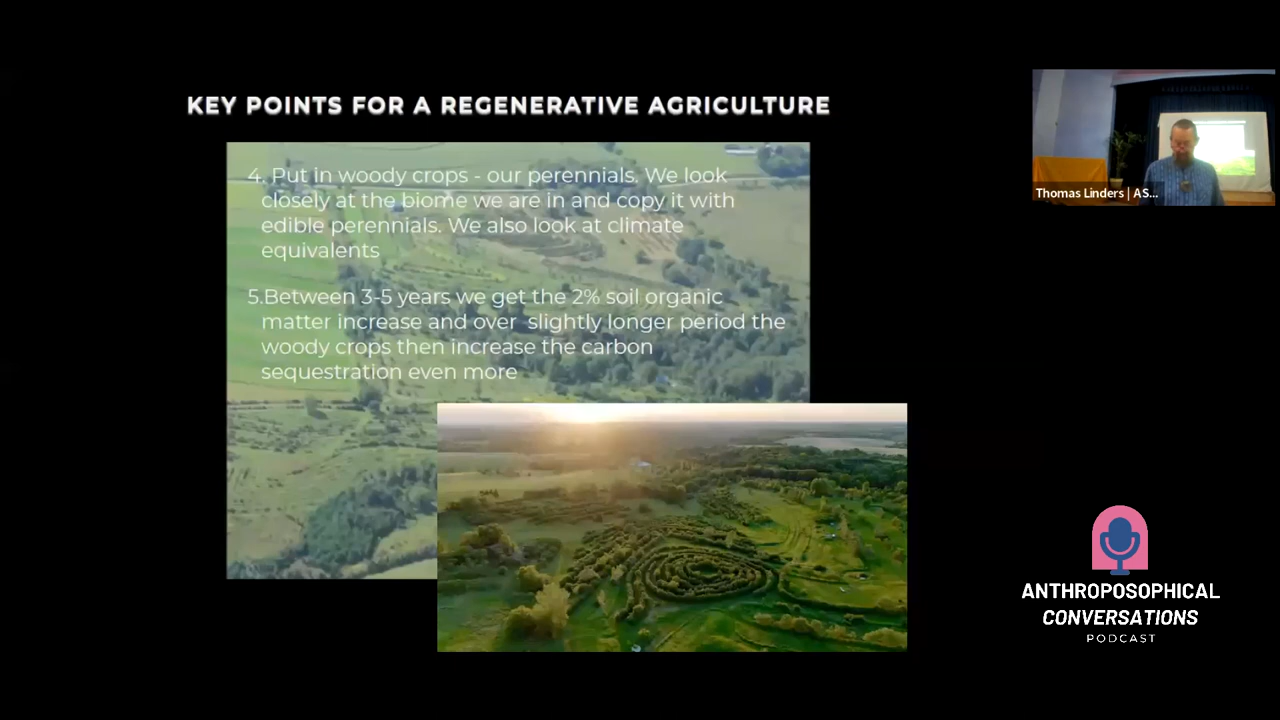 KEY POINTS FOR A REGENERATIVE AGRICULTURE
4. Put in woody crops - our perennials. We look
closely at the biome we are in and copy it with
edible perennials. We also look at climate
equivalents
5.Between 3-5 years we get the 2% soil organic
matter increase and over slightly longer period the
woody crops then increase the carbon
sequestration even more
Thomas Linders | AS...
ANTHROPOSOPHICAL
CONVERSATIONS
PODCAST